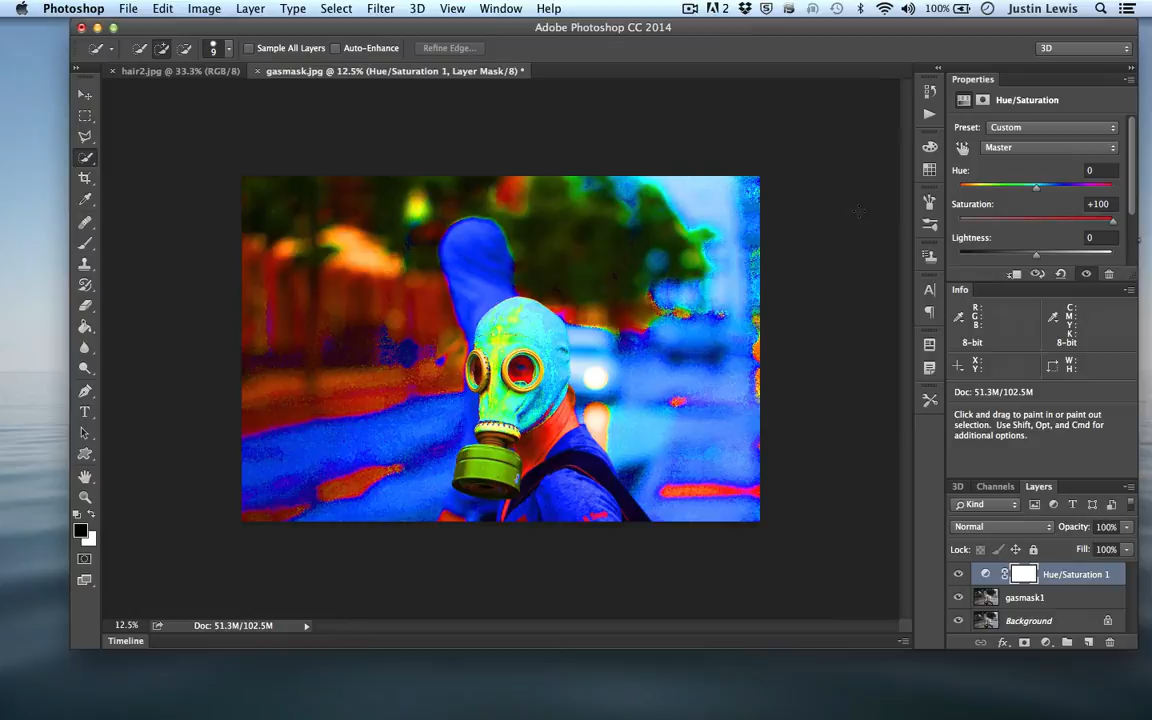 Photoshop File Edit Image Layer Type Select Filter 3D View Window Help 2 100% Justin Lewis
Adobe Photoshop CC 2014
9 Sample All Layers Auto-Enhance Refine Edge... 3D
× hair2.jpg @ 33.3% (RGB/8) × gasmask.jpg @ 12.5% (Hue/Saturation 1, Layer Mask/8) *
Properties
Hue/Saturation
Preset: Custom
Master
Hue: 0
Saturation: +100
Lightness: 0
Info
R: C:
G: M:
B: Y:
K:
8-bit 8-bit
X: W:
Y: H:
Doc: 51.3M/102.5M
Click and drag to paint in or paint out
selection. Use Shift, Opt, and Cmd for
additional options.
3D Channels Layers
Kind
Normal Opacity: 100%
Lock: Fill: 100%
Hue/Saturation 1
gasmask1
Background
12.5% Doc: 51.3M/102.5M
Timeline